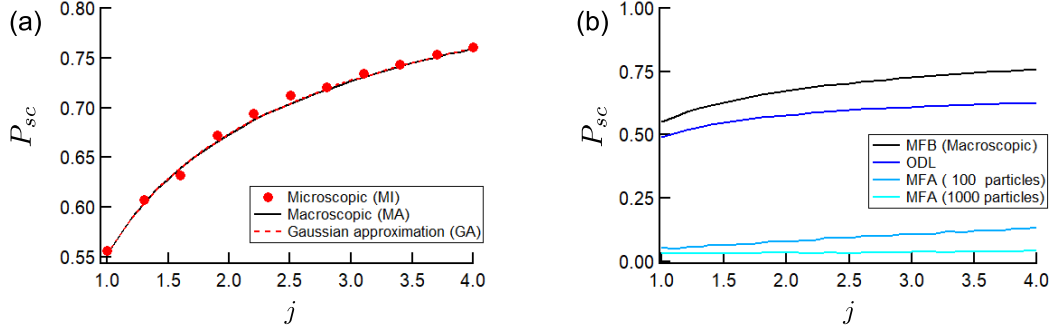 (a)
0.80
0.75
0.70
0.65
0.60
0.55
P_sc
1.0 1.5 2.0 2.5 3.0 3.5 4.0
j
Microscopic (MI)
Macroscopic (MA)
Gaussian approximation (GA)
(b)
1.00
0.75
0.50
0.25
0.00
P_sc
1.0 1.5 2.0 2.5 3.0 3.5 4.0
j
MFB (Macroscopic)
ODL
MFA ( 100 particles)
MFA (1000 particles)